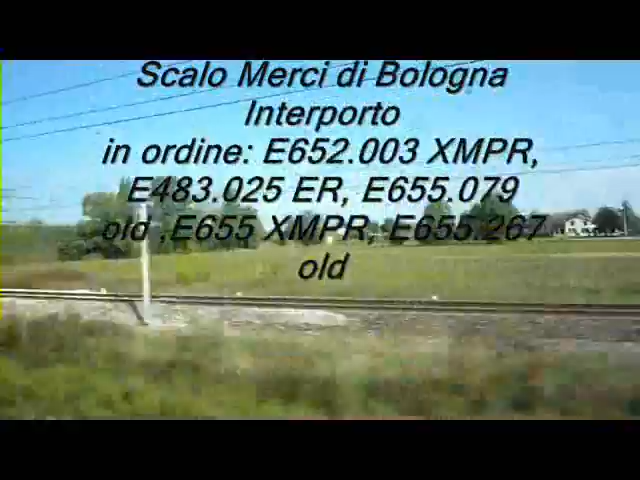 Scalo Merci di Bologna
Interporto
in ordine: E652.003 XMPR,
E483.025 ER, E655.079
old ,E655 XMPR, E655.267
old